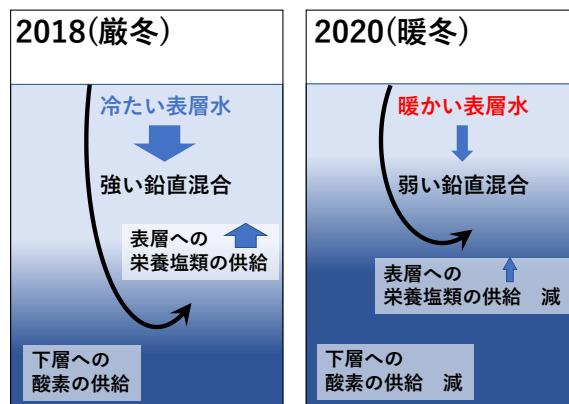 2018(厳冬)
冷たい表層水
強い鉛直混合
表層への
栄養塩類の供給
下層への
酸素の供給
2020(暖冬)
暖かい表層水
弱い鉛直混合
表層への
栄養塩類の供給　減
下層への
酸素の供給　減